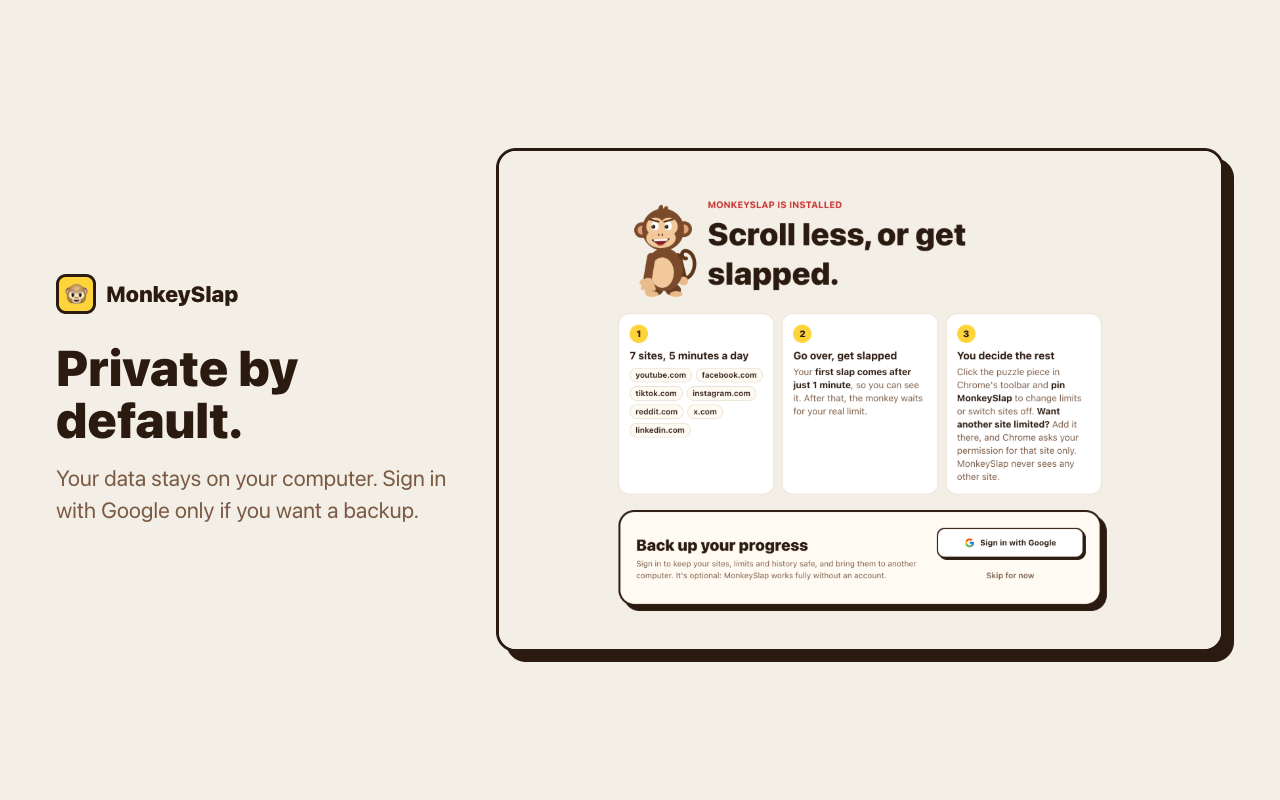 MonkeySlap
Private by
default.
Your data stays on your computer. Sign in
with Google only if you want a backup.
MONKEYSLAP IS INSTALLED
Scroll less, or get
slapped.
1
7 sites, 5 minutes a day
youtube.com facebook.com
tiktok.com instagram.com
reddit.com x.com
linkedin.com
2
Go over, get slapped
Your first slap comes after
just 1 minute, so you can see
it. After that, the monkey waits
for your real limit.
3
You decide the rest
Click the puzzle piece in
Chrome's toolbar and pin
MonkeySlap to change limits
or switch sites off. Want
another site limited? Add it
there, and Chrome asks your
permission for that site only.
MonkeySlap never sees any
other site.
Back up your progress
Sign in to keep your sites, limits and history safe, and bring them to another
computer. It's optional: MonkeySlap works fully without an account.
Sign in with Google
Skip for now